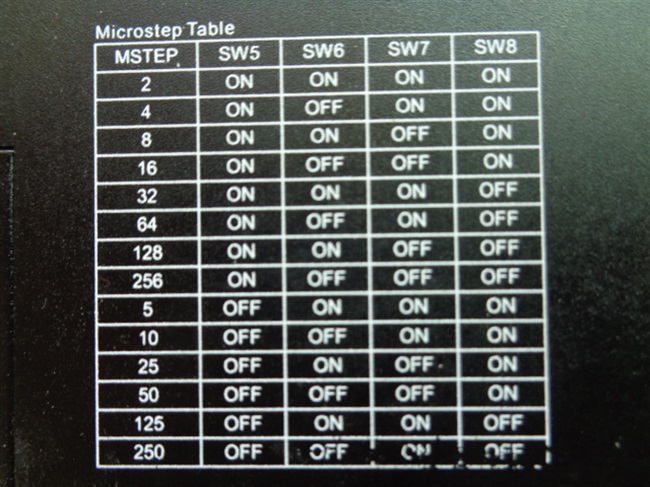 Microstep Table
MSTEP SW5 SW6 SW7 SW8
2 ON ON ON ON
4 ON OFF ON ON
8 ON ON OFF ON
16 ON OFF OFF ON
32 ON ON ON OFF
64 ON OFF ON OFF
128 ON ON OFF OFF
256 ON OFF OFF OFF
5 OFF ON ON ON
10 OFF OFF ON ON
25 OFF ON OFF ON
50 OFF OFF OFF ON
125 OFF ON ON OFF
250 OFF OFF ON OFF